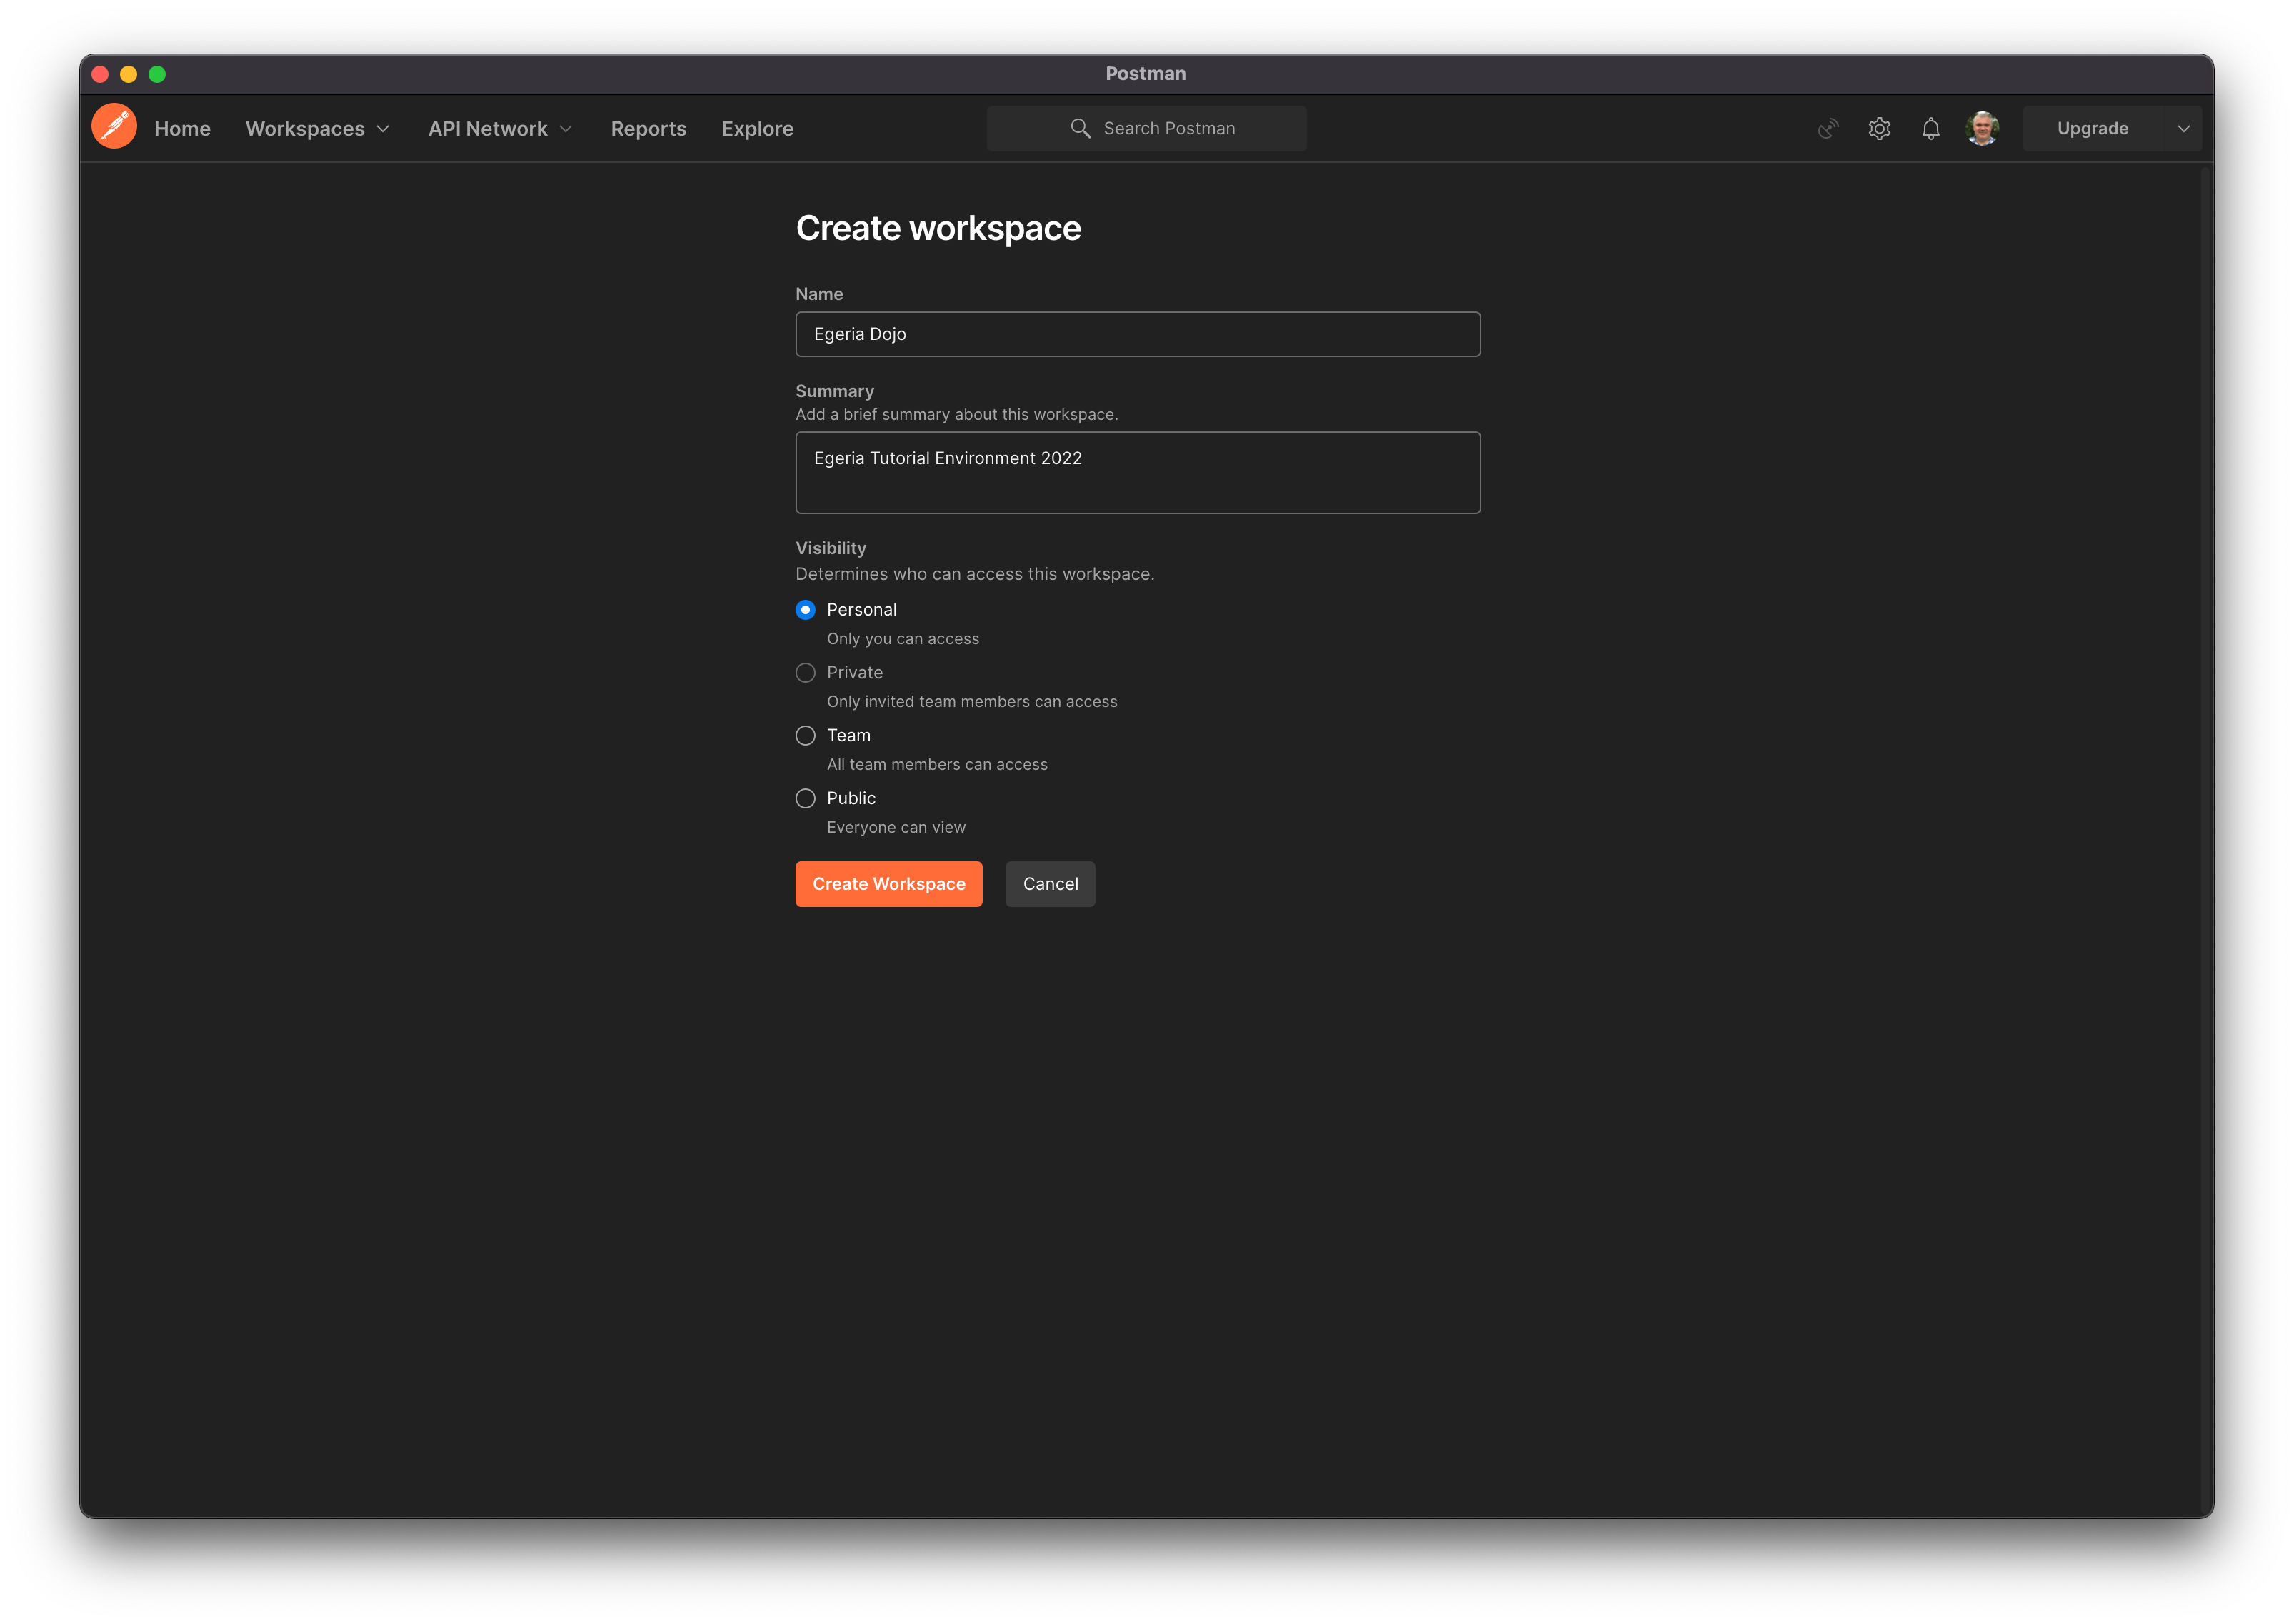 Postman
Home Workspaces API Network Reports Explore Search Postman Upgrade
Create workspace
Name
Egeria Dojo
Summary
Add a brief summary about this workspace.
Egeria Tutorial Environment 2022
Visibility
Determines who can access this workspace.
Personal
Only you can access
Private
Only invited team members can access
Team
All team members can access
Public
Everyone can view
Create Workspace Cancel